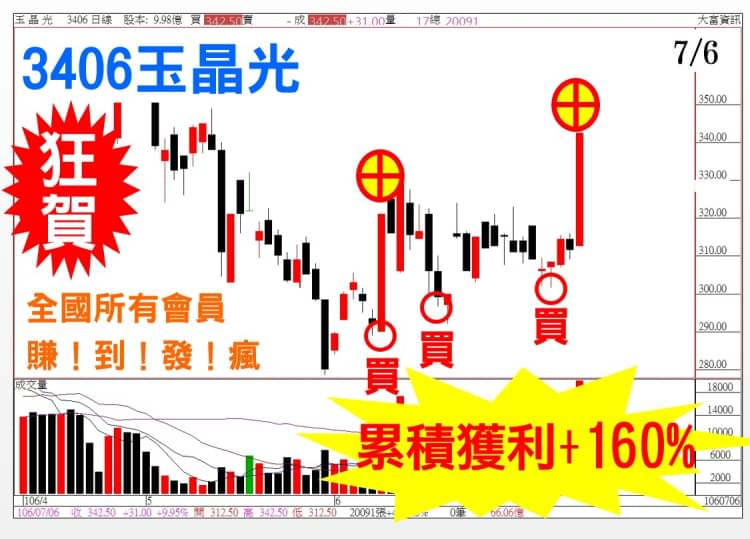 玉晶光 3406 日線 股本: 9.98億 買 342.50賣 -成 342.50+31.00量 17總 20091 大富資訊
7/6
3406玉晶光
狂賀
全國所有會員
賺！到！發！瘋
350.00
340.00
330.00
320.00
310.00
300.00
290.00
280.00
買
買
買
成交量
18000
14000
10000
6000
2000
累積獲利+160%
106/4 5 6 1060706
106/07/06 收 342.50 +31.00 +9.95% 開 312.50 高 342.50 低 312.50 20091張 0筆 66.06億